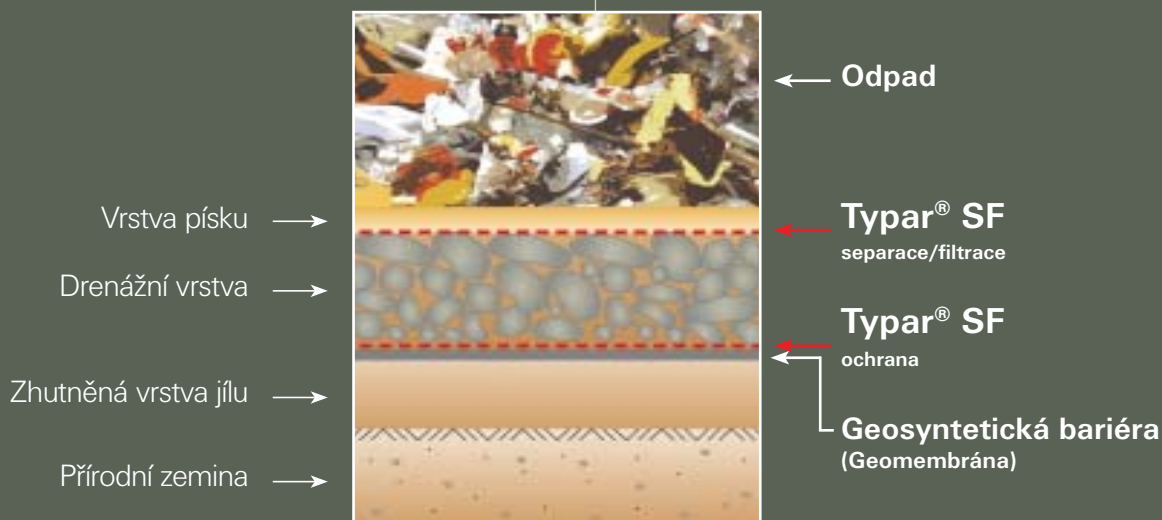 Odpad
Vrstva písku
Typar® SF
separace/filtrace
Drenážní vrstva
Typar® SF
ochrana
Zhutněná vrstva jílu
Geosyntetická bariéra
(Geomembrána)
Přírodní zemina